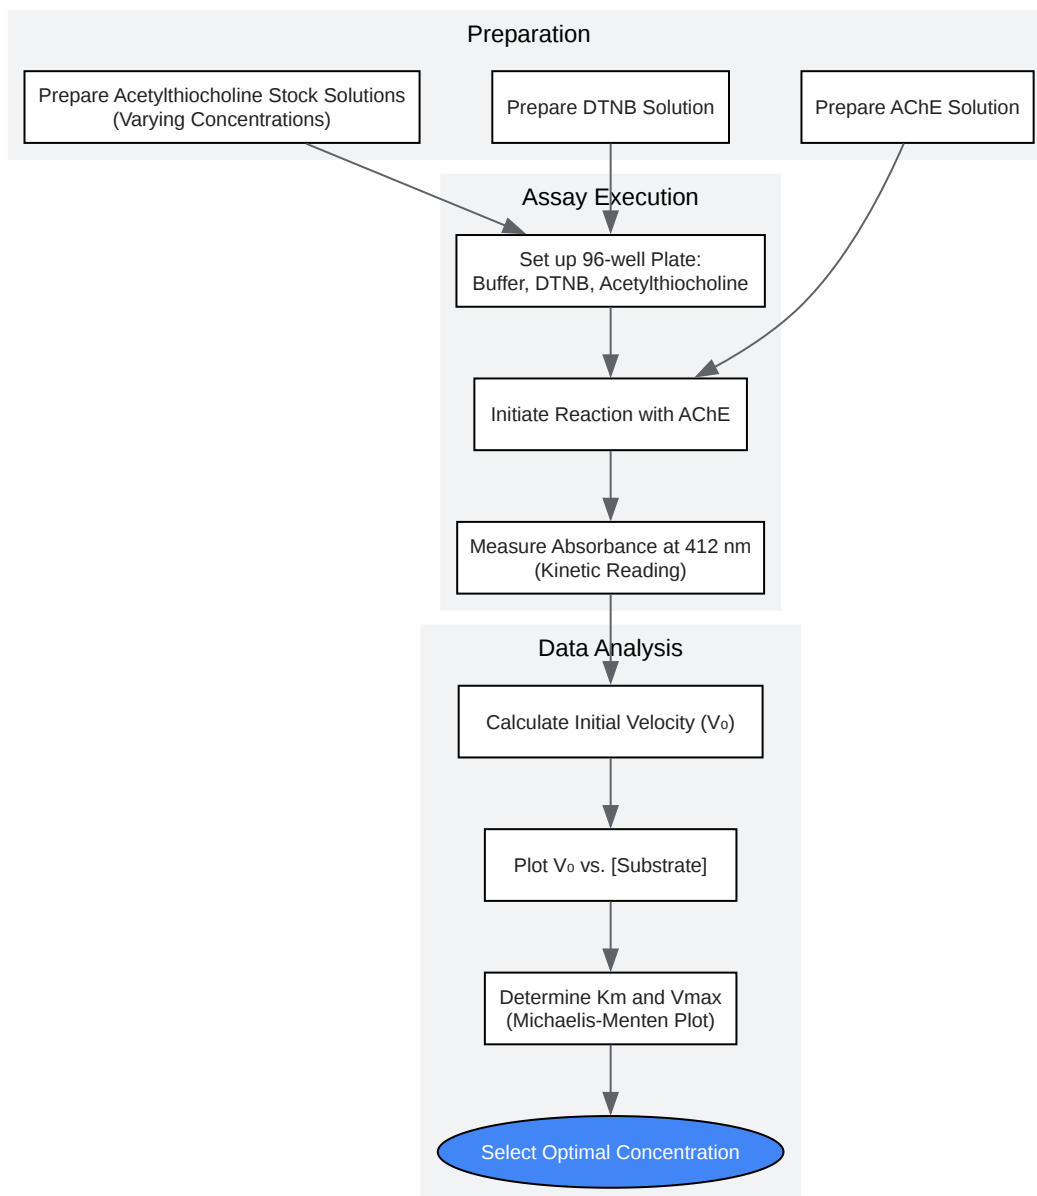 Preparation
Prepare Acetylthiocholine Stock Solutions
(Varying Concentrations)
Prepare DTNB Solution
Prepare AChE Solution
Assay Execution
Set up 96-well Plate:
Buffer, DTNB, Acetylthiocholine
Initiate Reaction with AChE
Measure Absorbance at 412 nm
(Kinetic Reading)
Data Analysis
Calculate Initial Velocity (V₀)
Plot V₀ vs. [Substrate]
Determine Km and Vmax
(Michaelis-Menten Plot)
Select Optimal Concentration